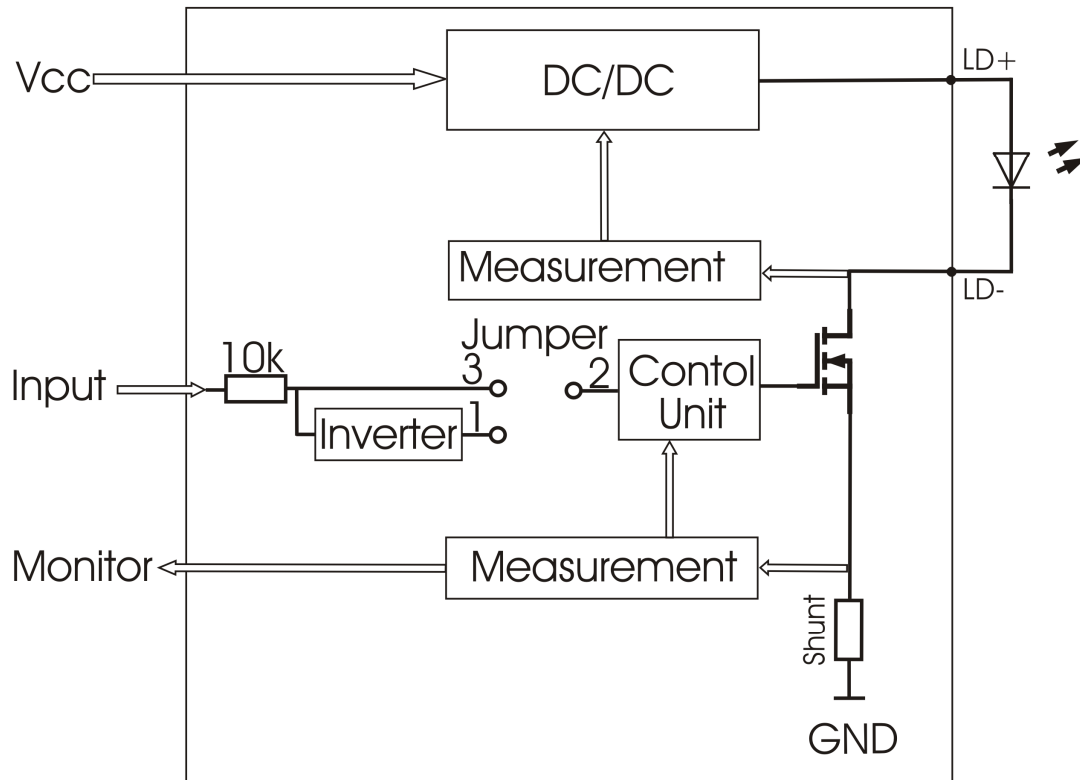 Vcc
DC/DC
LD+
Measurement
LD-
Jumper
10k
3
2
Input
Contol
Unit
1
Inverter
Monitor
Measurement
Shunt
GND